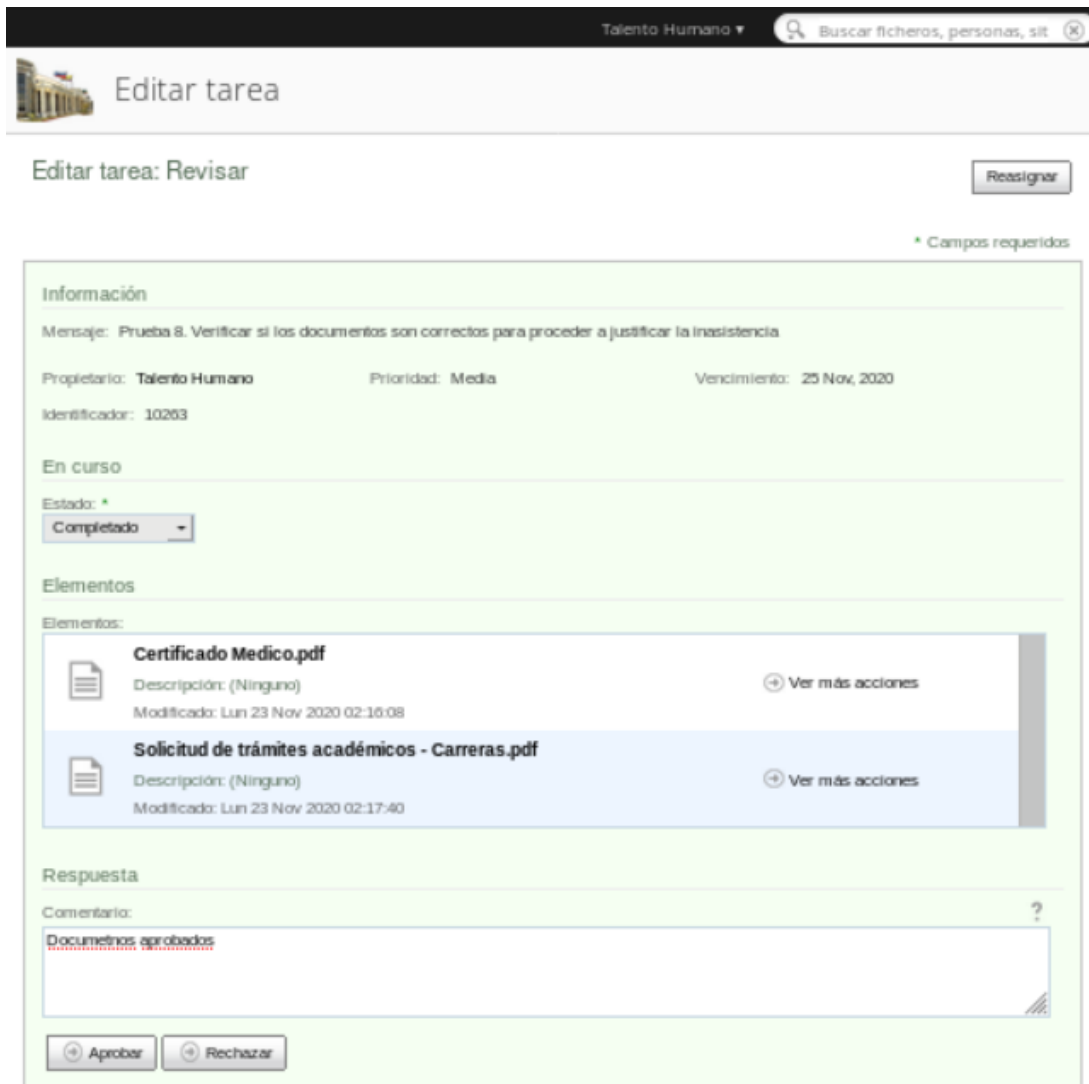 Talento Humano ▾ Buscar ficheros, personas, sit
Editar tarea
Editar tarea: Revisar
Reasignar
* Campos requeridos
Información
Mensaje: Prueba 8. Verificar si los documentos son correctos para proceder a justificar la inasistencia
Propietario: Talento Humano Prioridad: Media Vencimiento: 25 Nov, 2020
Identificador: 10263
En curso
Estado: *
Completado
Elementos
Elementos:
Certificado Medico.pdf
Descripción: (Ninguno)
Ver más acciones
Modificado: Lun 23 Nov 2020 02:16:08
Solicitud de trámites académicos - Carreras.pdf
Descripción: (Ninguno)
Ver más acciones
Modificado: Lun 23 Nov 2020 02:17:40
Respuesta
Comentario: ?
Documetnos aprobados
Aprobar Rechazar